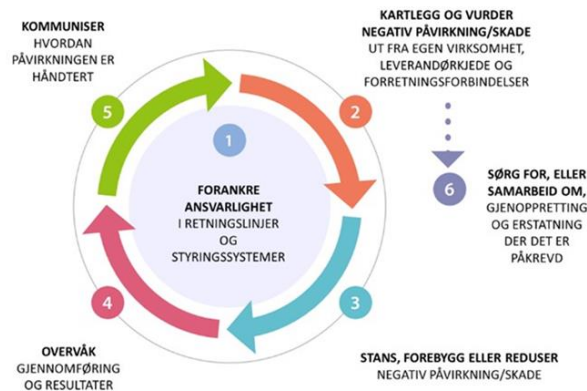 KOMMUNISER
HVORDAN
PÅVIRKNINGEN ER
HÅNDTERT
5
KARTLEGG OG VURDER
NEGATIV PÅVIRKNING/SKADE
UT FRA EGEN VIRKSOMHET,
LEVERANDØRKJEDE OG
FORRETNINGSFORBINDELSER
2
1
FORANKRE
ANSVARLIGHET
I RETNINGSLINJER
OG
STYRINGSSYSTEMER
6
SØRG FOR, ELLER
SAMARBEID OM,
GJENOPPRETTING
OG ERSTATNING
DER DET ER
PÅKREVD
4
OVERVÅK
GJENNOMFØRING
OG RESULTATER
3
STANS, FOREBYGG ELLER REDUSER
NEGATIV PÅVIRKNING/SKADE